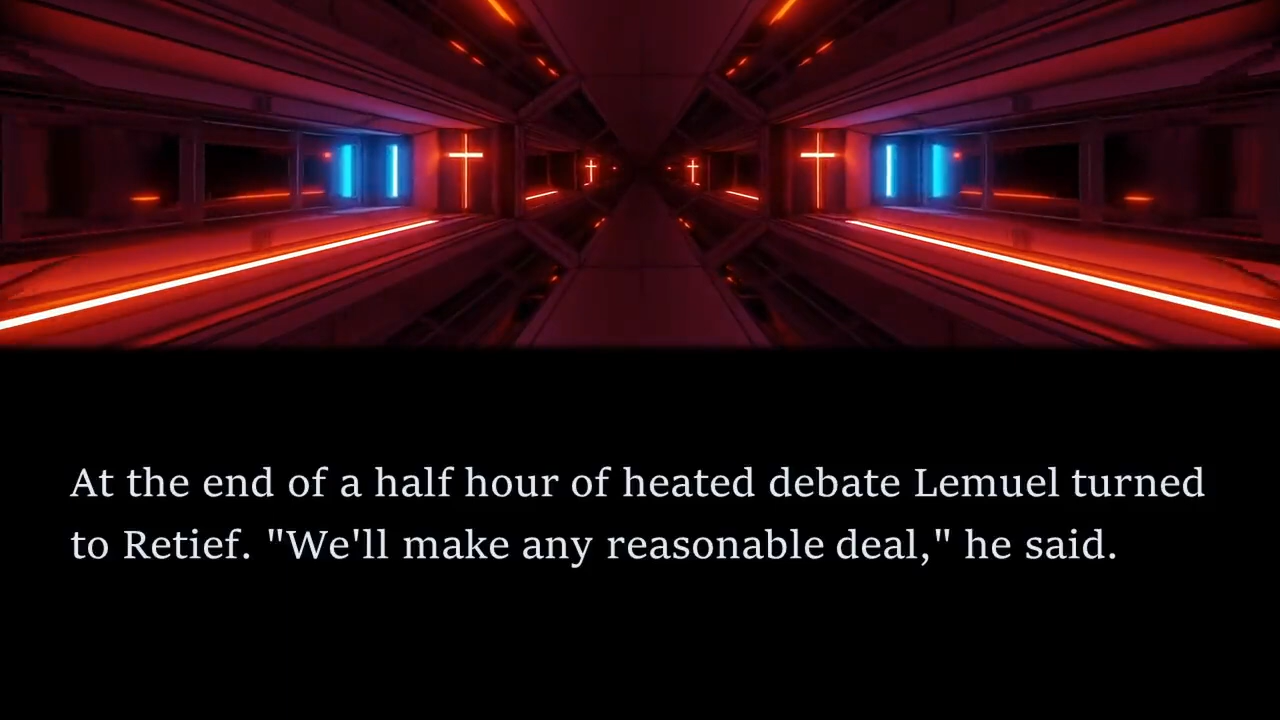 At the end of a half hour of heated debate Lemuel turned
to Retief. "We'll make any reasonable deal," he said.